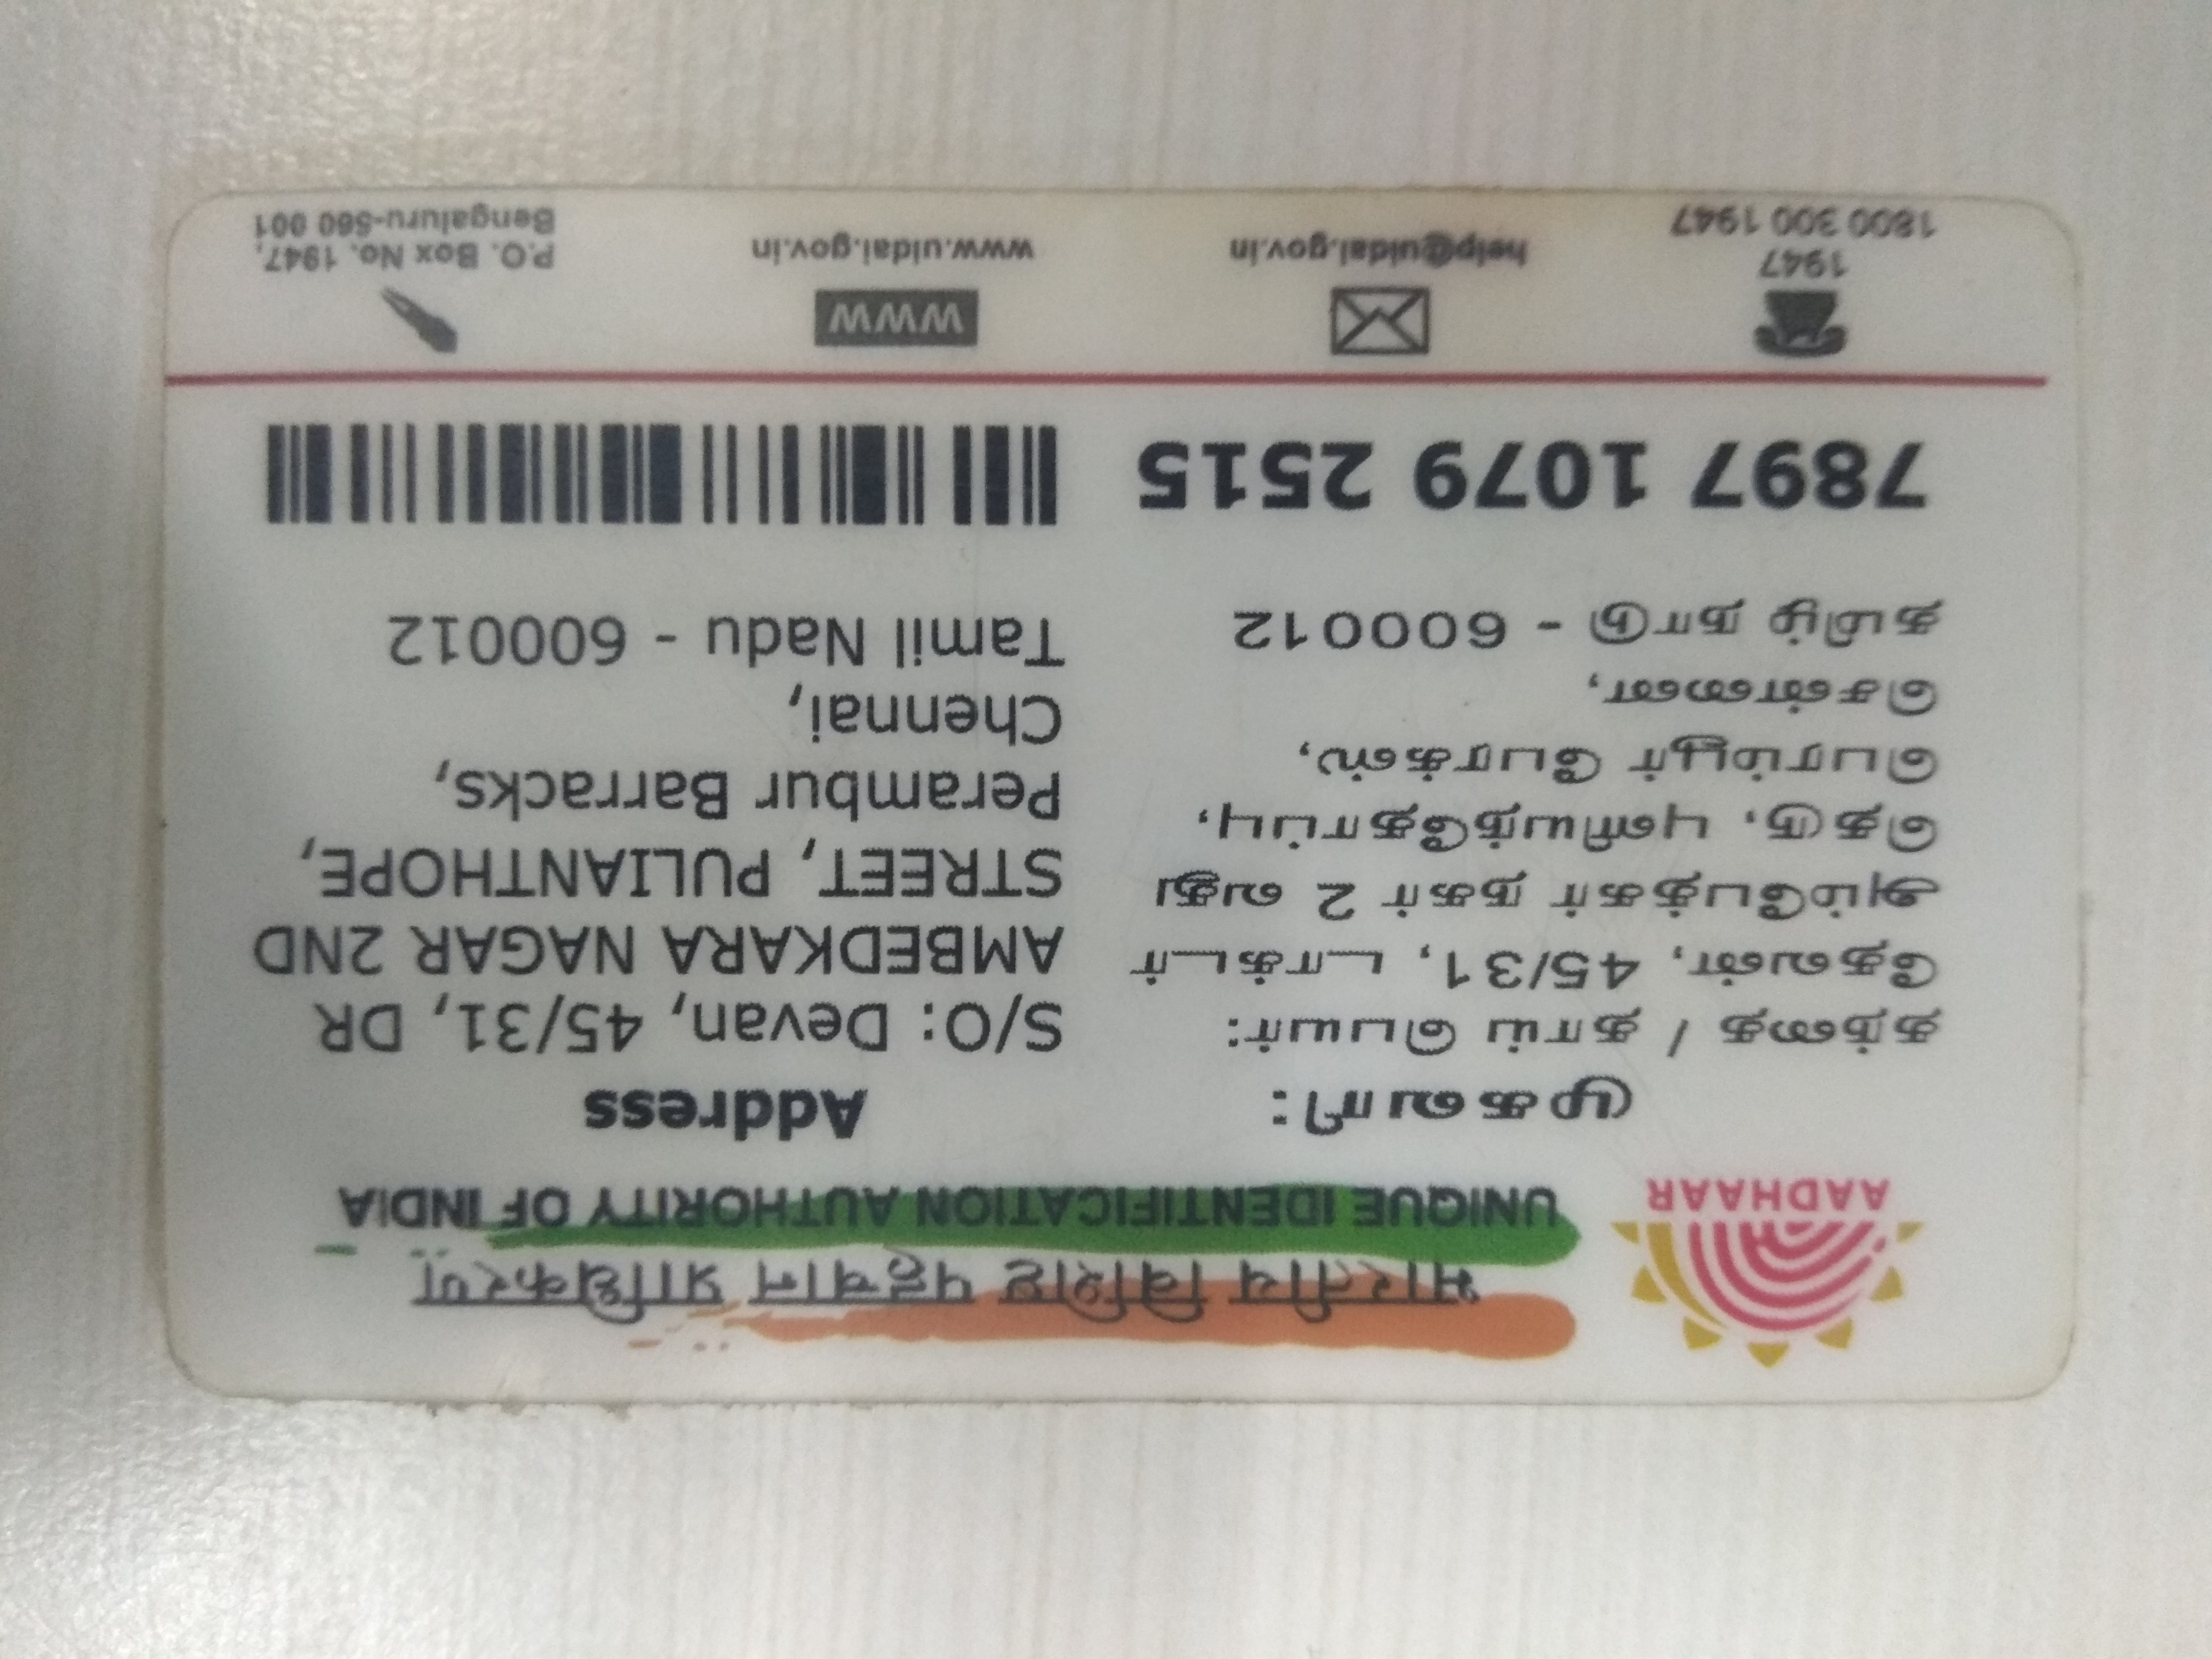 भारतीय विशिष्ट पहचान प्राधिकरण
UNIQUE IDENTIFICATION AUTHORITY OF INDIA
AADHAAR
முகவரி:
தந்தை / தாய் பெயர்:
தேவன், 45/31, டாக்டர்
அம்பேத்கர் நகர் 2 வது
தெரு, புளியந்தோப்பு,
பெரம்பூர் பேரக்ஸ்,
சென்னை,
தமிழ் நாடு - 600012
Address
S/O: Devan, 45/31, DR
AMBEDKARA NAGAR 2ND
STREET, PULIANTHOPE,
Perambur Barracks,
Chennai,
Tamil Nadu - 600012
7897 1079 2515
1947
1800 300 1947
help@uidai.gov.in
WWW
www.uidai.gov.in
P.O. Box No. 1947,
Bengaluru-560 001